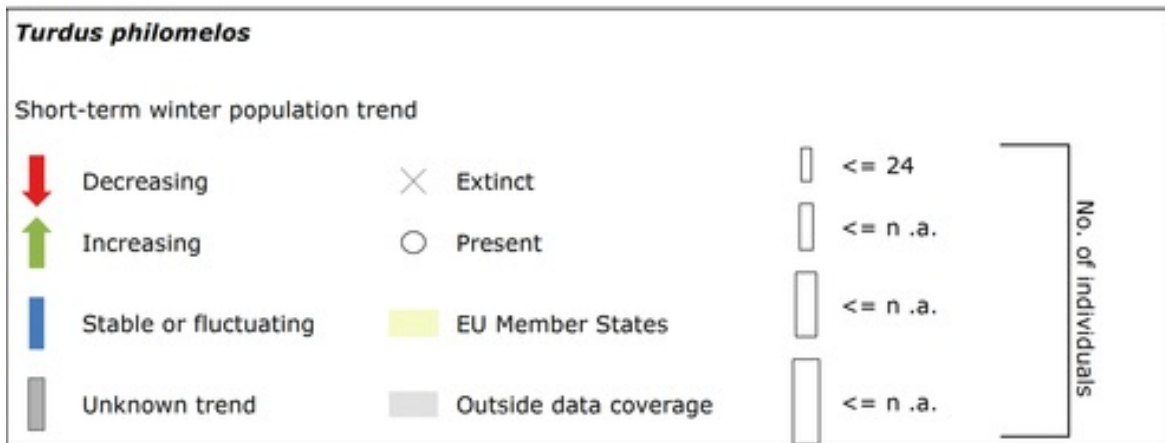 Turdus philomelos
Short-term winter population trend
Decreasing
Extinct
<= 24
Increasing
Present
<= n .a.
Stable or fluctuating
EU Member States
<= n .a.
Unknown trend
Outside data coverage
<= n .a.
No. of individuals